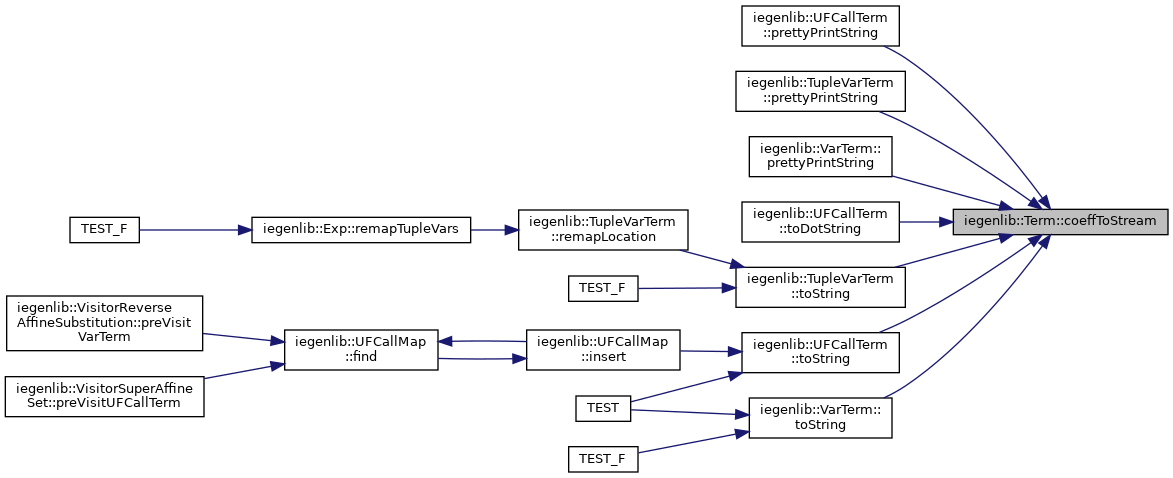 iegenlib::UFCallTerm
::prettyPrintString
iegenlib::TupleVarTerm
::prettyPrintString
iegenlib::VarTerm::
prettyPrintString
iegenlib::UFCallTerm
::toDotString
iegenlib::Term::coeffToStream
iegenlib::TupleVarTerm
::remapLocation
iegenlib::Exp::remapTupleVars
TEST_F
iegenlib::TupleVarTerm
::toString
TEST_F
iegenlib::VisitorReverse
AffineSubstitution::preVisit
VarTerm
iegenlib::UFCallMap
::find
iegenlib::UFCallMap
::insert
iegenlib::UFCallTerm
::toString
iegenlib::VisitorSuperAffine
Set::preVisitUFCallTerm
TEST
iegenlib::VarTerm::
toString
TEST_F